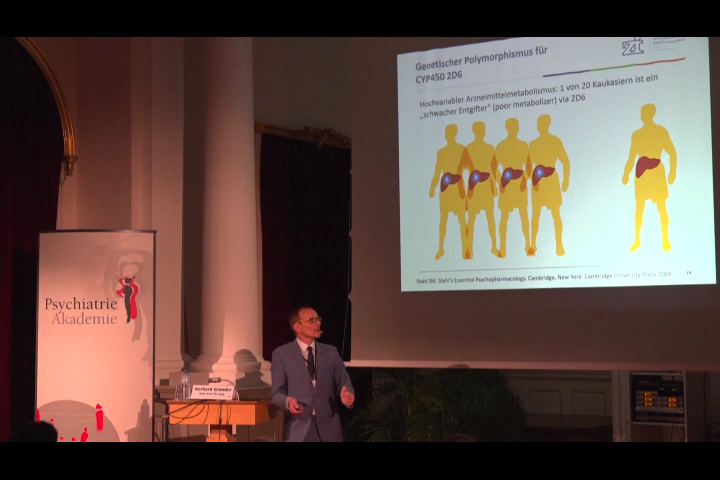 Genetischer Polymorphismus für
CYP450 2D6
Hochvariabler Arzneimittelmetabolismus: 1 von 20 Kaukasiern ist ein
„schwacher Entgifter" (poor metabolizer) via 2D6
Stahl SM, Stahl's Essential Psychopharmacology, Cambridge, New York: Cambridge University Press 2008
Psychiatrie
Akademie
Gerhard Gründer